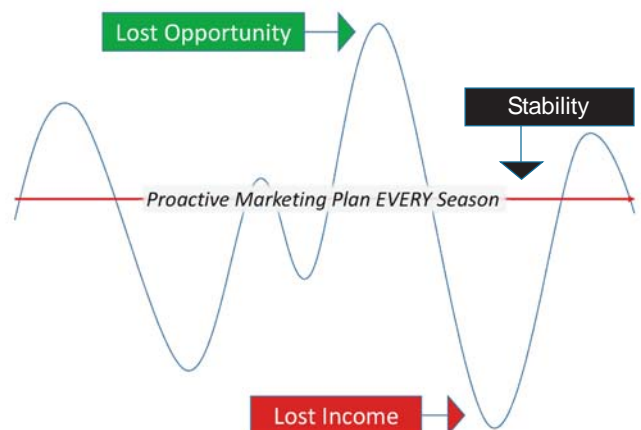 Lost Opportunity
Stability
Proactive Marketing Plan EVERY Season
Lost Income